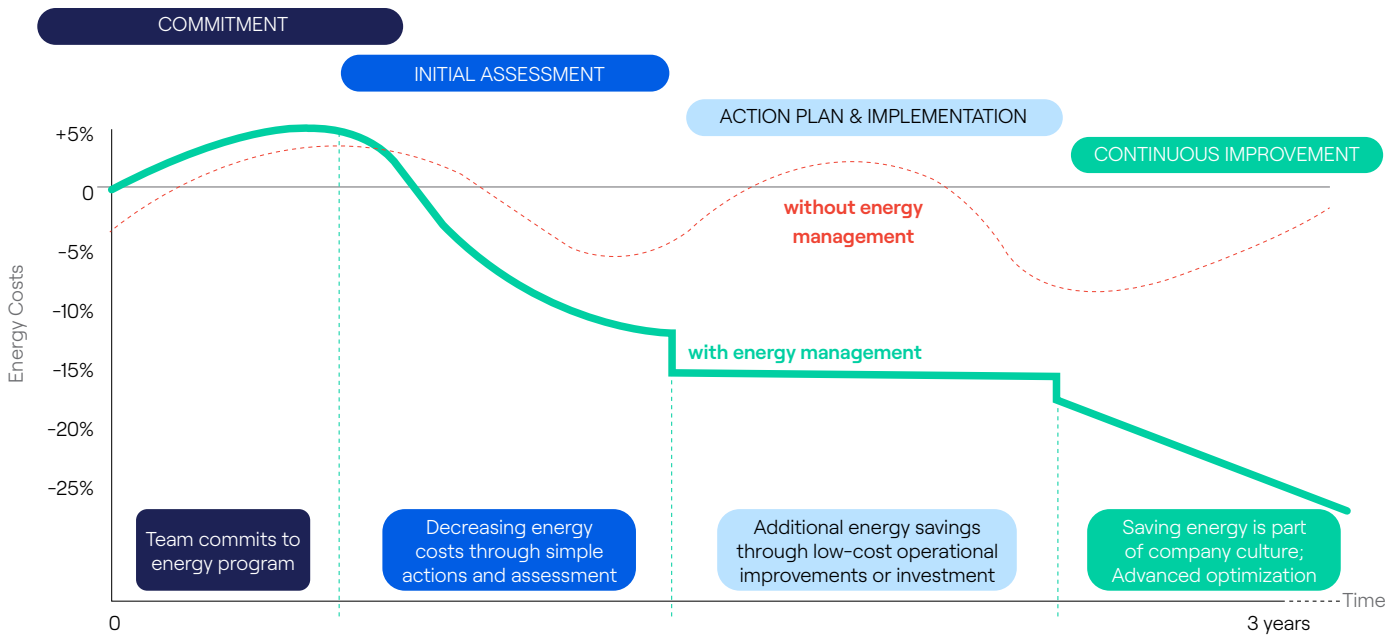 COMMITMENT
INITIAL ASSESSMENT
ACTION PLAN & IMPLEMENTATION
CONTINUOUS IMPROVEMENT
Energy Costs
+5%
0
-5%
-10%
-15%
-20%
-25%
without energy
management
with energy management
Team commits to
energy program
Decreasing energy
costs through simple
actions and assessment
Additional energy savings
through low-cost operational
improvements or investment
Saving energy is part
of company culture;
Advanced optimization
Time
0
3 years